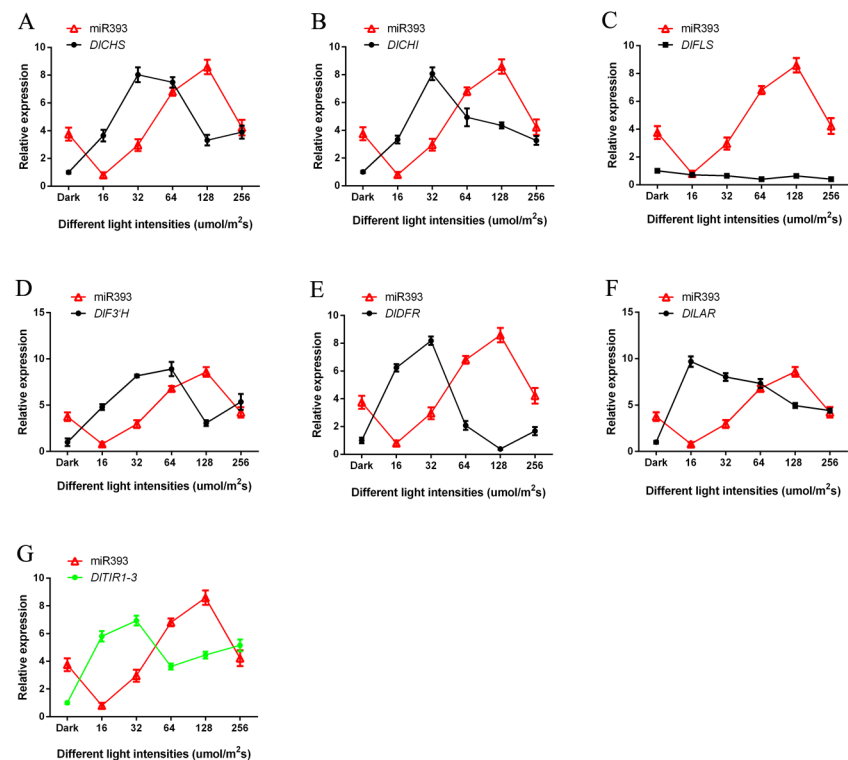 A
miR393
DlCHS
Relative expression
10
8
6
4
2
0
Dark 16 32 64 128 256
Different light intensities (umol/m²s)
B
miR393
DlCHI
Relative expression
10
8
6
4
2
0
Dark 16 32 64 128 256
Different light intensities (umol/m²s)
C
miR393
DlFLS
Relative expression
10
8
6
4
2
0
Dark 16 32 64 128 256
Different light intensities (umol/m²s)
D
miR393
DlF3'H
Relative expression
15
10
5
0
Dark 16 32 64 128 256
Different light intensities (umol/m²s)
E
miR393
DlDFR
Relative expression
10
8
6
4
2
0
Dark 16 32 64 128 256
Different light intensities (umol/m²s)
F
miR393
DlLAR
Relative expression
15
10
5
0
Dark 16 32 64 128 256
Different light intensities (umol/m²s)
G
miR393
DlTIR1-3
Relative expression
10
8
6
4
2
0
Dark 16 32 64 128 256
Different light intensities (umol/m²s)